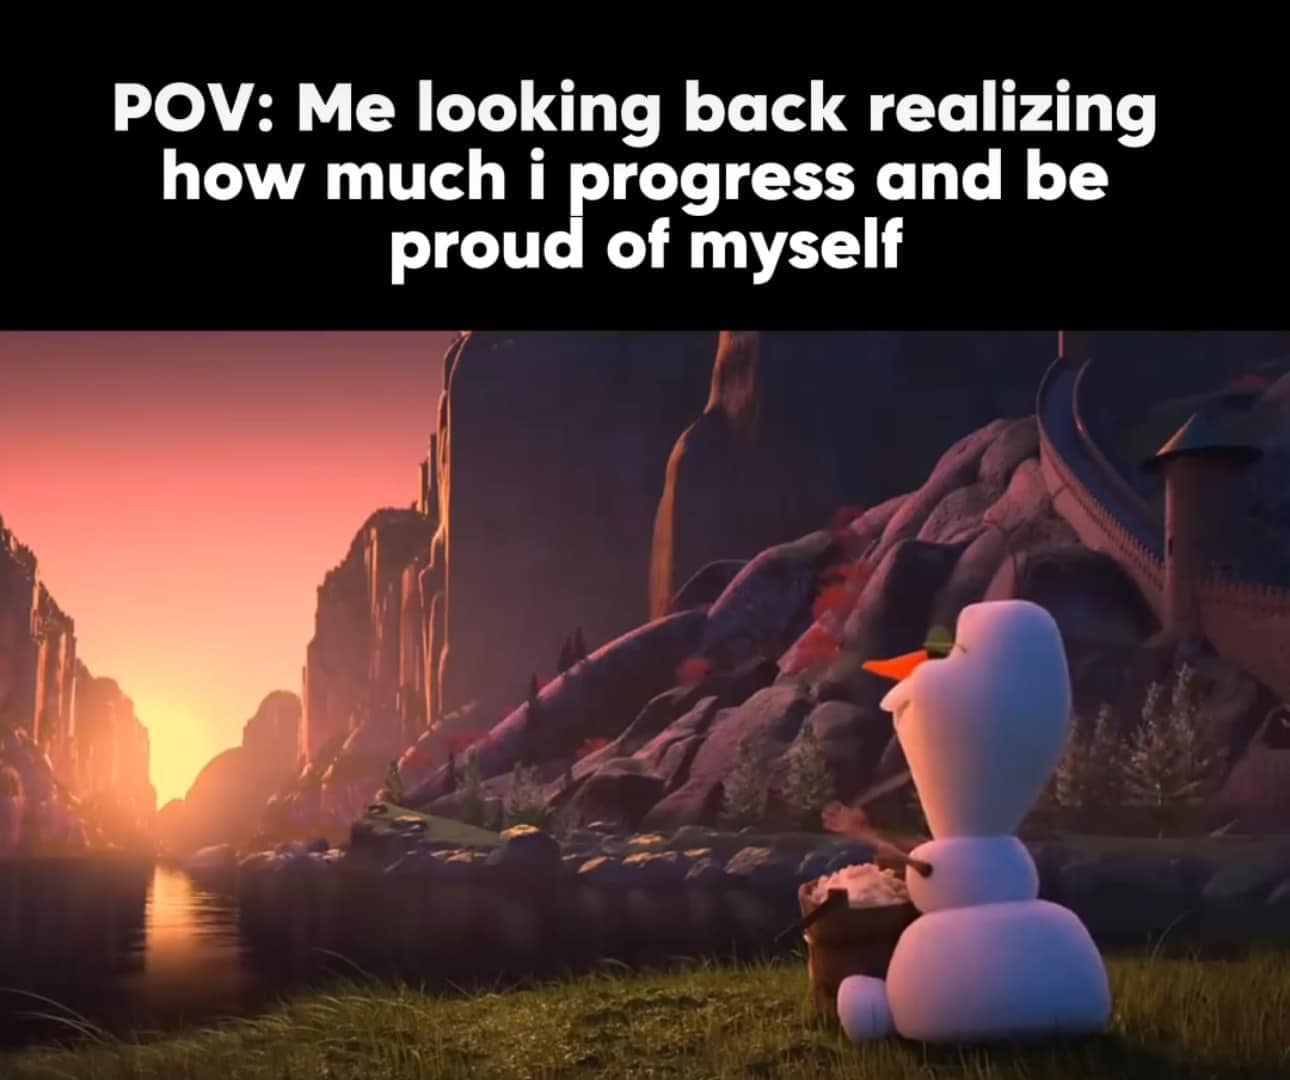 POV: Me looking back realizing
how much i progress and be
proud of myself